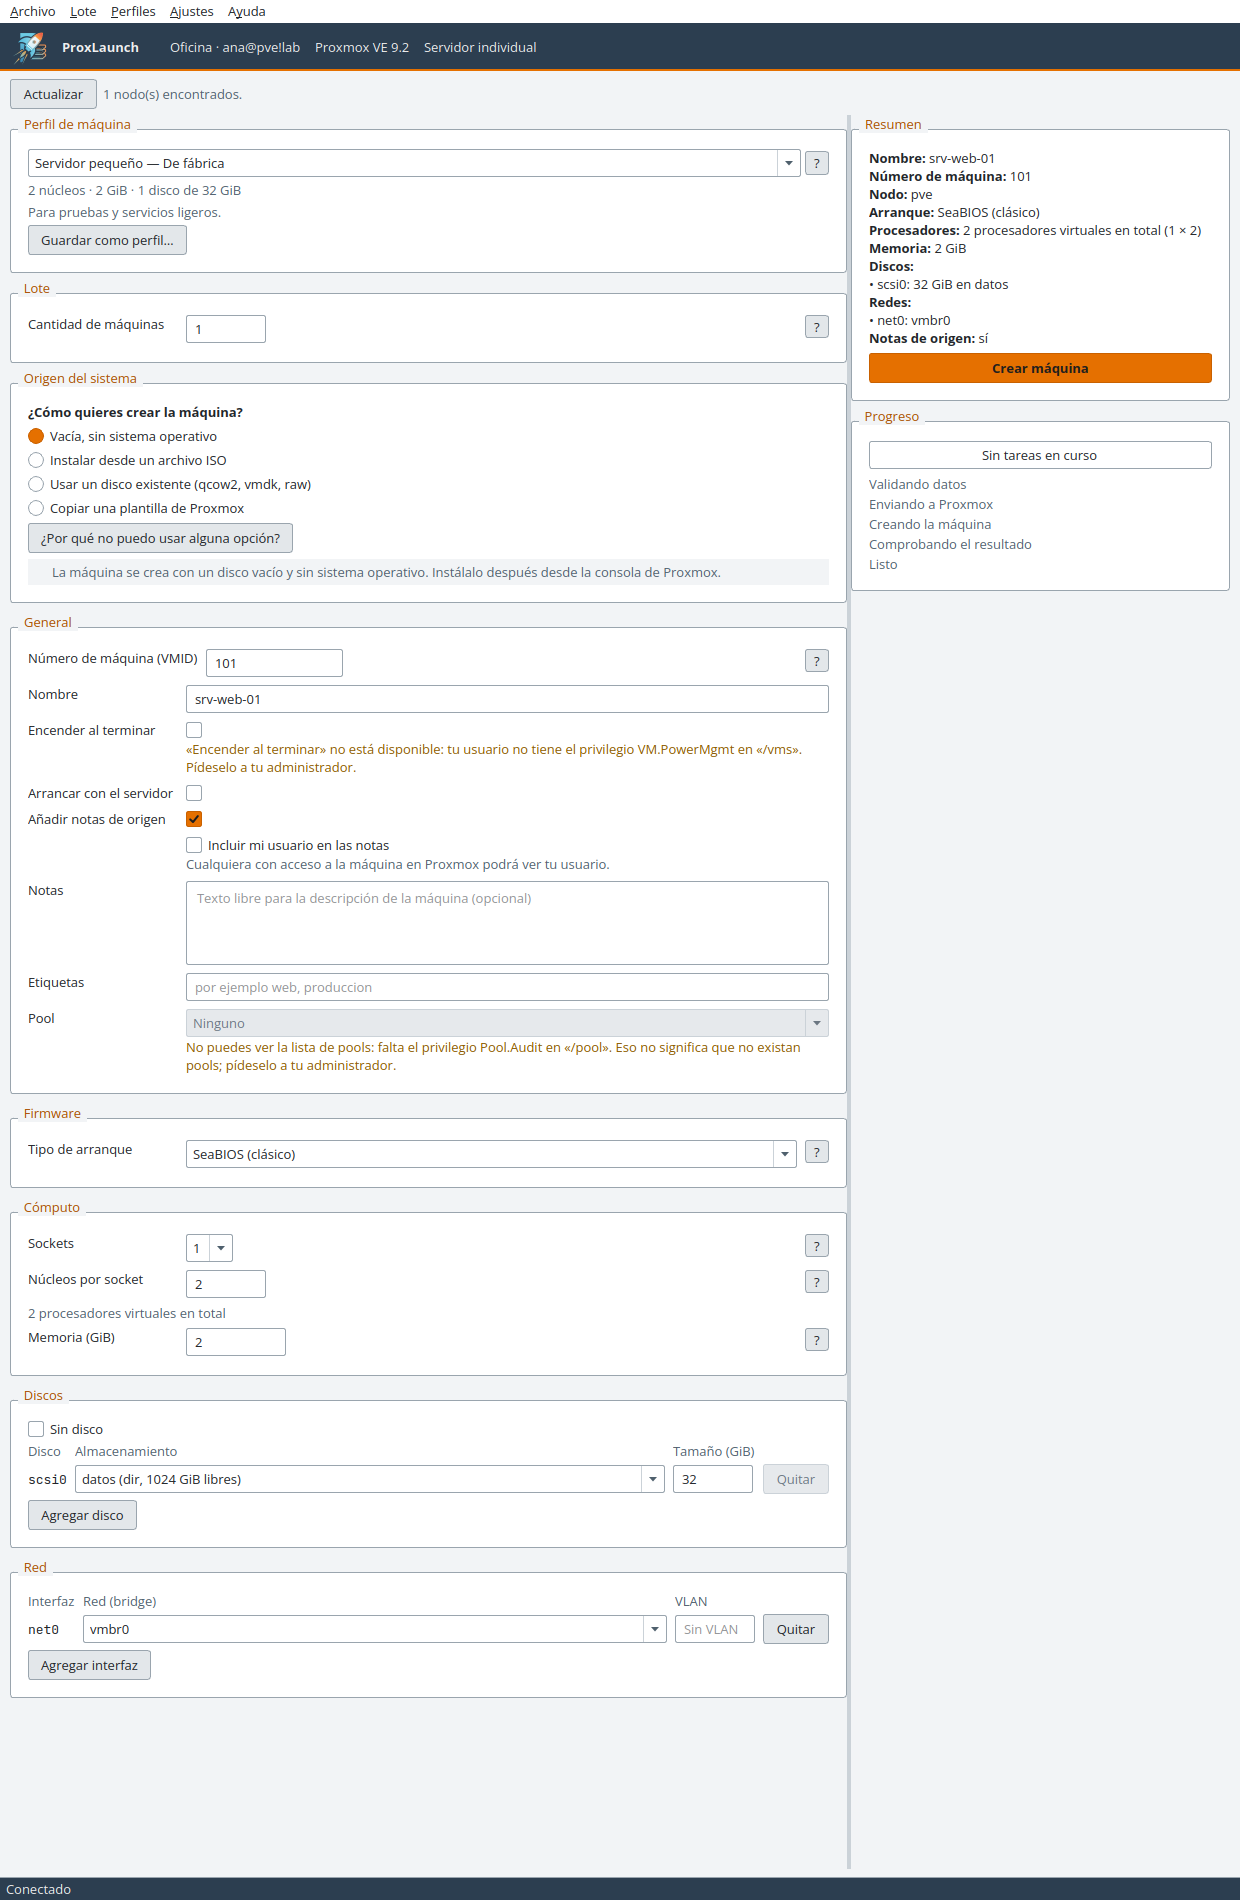 Archivo Lote Perfiles Ajustes Ayuda
ProxLaunch Oficina · ana@pve!lab Proxmox VE 9.2 Servidor individual
Actualizar 1 nodo(s) encontrados.
Perfil de máquina
Servidor pequeño — De fábrica ?
2 núcleos · 2 GiB · 1 disco de 32 GiB
Para pruebas y servicios ligeros.
Guardar como perfil...
Lote
Cantidad de máquinas 1 ?
Origen del sistema
¿Cómo quieres crear la máquina?
Vacía, sin sistema operativo
Instalar desde un archivo ISO
Usar un disco existente (qcow2, vmdk, raw)
Copiar una plantilla de Proxmox
¿Por qué no puedo usar alguna opción?
La máquina se crea con un disco vacío y sin sistema operativo. Instálalo después desde la consola de Proxmox.
General
Número de máquina (VMID) 101 ?
Nombre srv-web-01
Encender al terminar
«Encender al terminar» no está disponible: tu usuario no tiene el privilegio VM.PowerMgmt en «/vms».
Pídeselo a tu administrador.
Arrancar con el servidor
Añadir notas de origen
Incluir mi usuario en las notas
Cualquiera con acceso a la máquina en Proxmox podrá ver tu usuario.
Notas Texto libre para la descripción de la máquina (opcional)
Etiquetas por ejemplo web, produccion
Pool Ninguno
No puedes ver la lista de pools: falta el privilegio Pool.Audit en «/pool». Eso no significa que no existan
pools; pídeselo a tu administrador.
Firmware
Tipo de arranque SeaBIOS (clásico) ?
Cómputo
Sockets 1 ?
Núcleos por socket 2 ?
2 procesadores virtuales en total
Memoria (GiB) 2 ?
Discos
Sin disco
Disco Almacenamiento Tamaño (GiB)
scsi0 datos (dir, 1024 GiB libres) 32 Quitar
Agregar disco
Red
Interfaz Red (bridge) VLAN
net0 vmbr0 Sin VLAN Quitar
Agregar interfaz
Resumen
Nombre: srv-web-01
Número de máquina: 101
Nodo: pve
Arranque: SeaBIOS (clásico)
Procesadores: 2 procesadores virtuales en total (1 × 2)
Memoria: 2 GiB
Discos:
• scsi0: 32 GiB en datos
Redes:
• net0: vmbr0
Notas de origen: sí
Crear máquina
Progreso
Sin tareas en curso
Validando datos
Enviando a Proxmox
Creando la máquina
Comprobando el resultado
Listo
Conectado